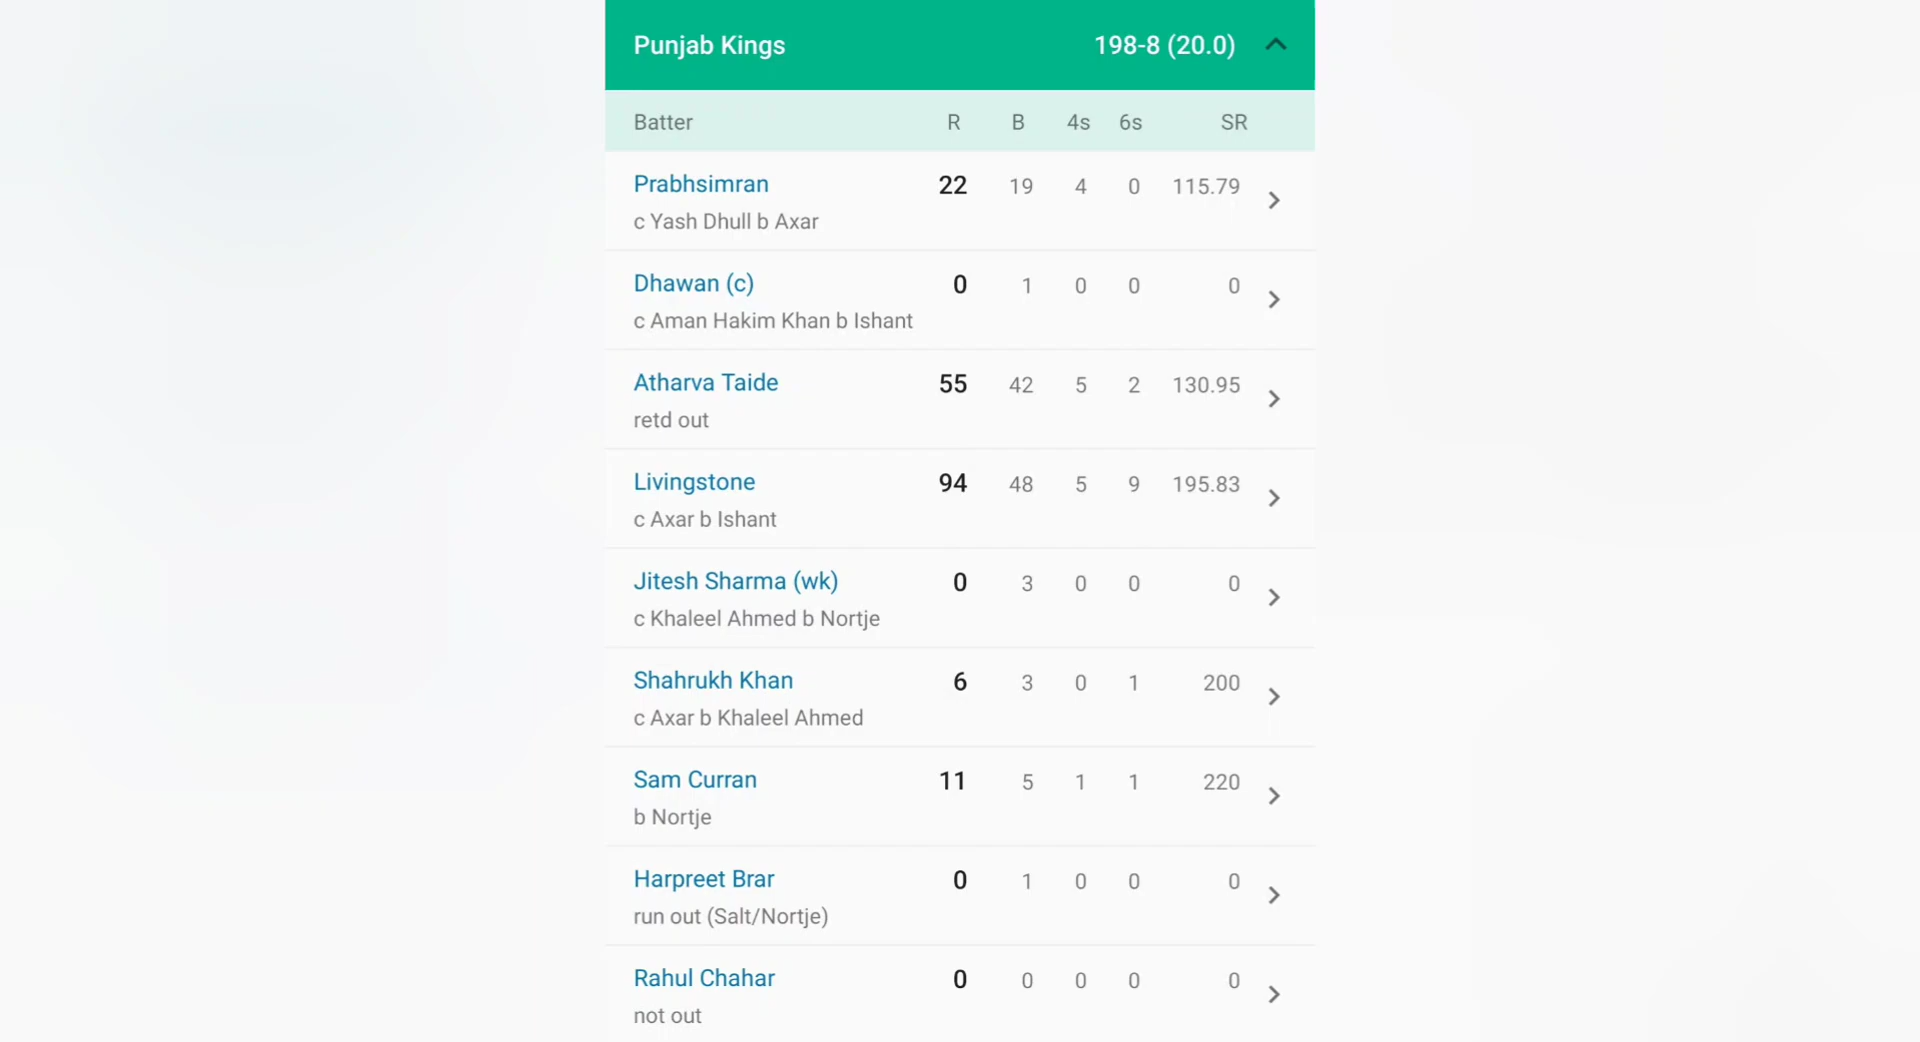 Punjab Kings 198-8 (20.0)
Batter R B 4s 6s SR
Prabhsimran 22 19 4 0 115.79
c Yash Dhull b Axar
Dhawan (c) 0 1 0 0 0
c Aman Hakim Khan b Ishant
Atharva Taide 55 42 5 2 130.95
retd out
Livingstone 94 48 5 9 195.83
c Axar b Ishant
Jitesh Sharma (wk) 0 3 0 0 0
c Khaleel Ahmed b Nortje
Shahrukh Khan 6 3 0 1 200
c Axar b Khaleel Ahmed
Sam Curran 11 5 1 1 220
b Nortje
Harpreet Brar 0 1 0 0 0
run out (Salt/Nortje)
Rahul Chahar 0 0 0 0 0
not out